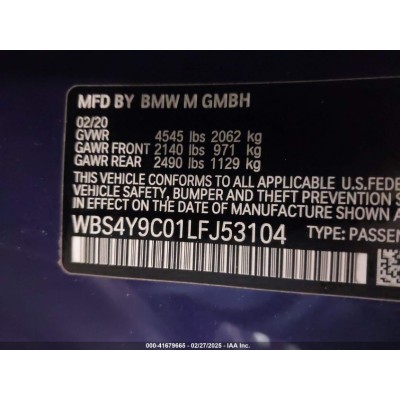 MFD BY BMW M GMBH
02/20
GVWR 4545 lbs 2062 kg
GAWR FRONT 2140 lbs 971 kg
GAWR REAR 2490 lbs 1129 kg
THIS VEHICLE CONFORMS TO ALL APPLICABLE U.S. FEDE
VEHICLE SAFETY, BUMPER AND THEFT PREVENTION
IN EFFECT ON THE DATE OF MANUFACTURE SHOWN
WBS4Y9C01LFJ53104 TYPE: PASSEN
000-41679665 - 02/27/2025 - IAA Inc.